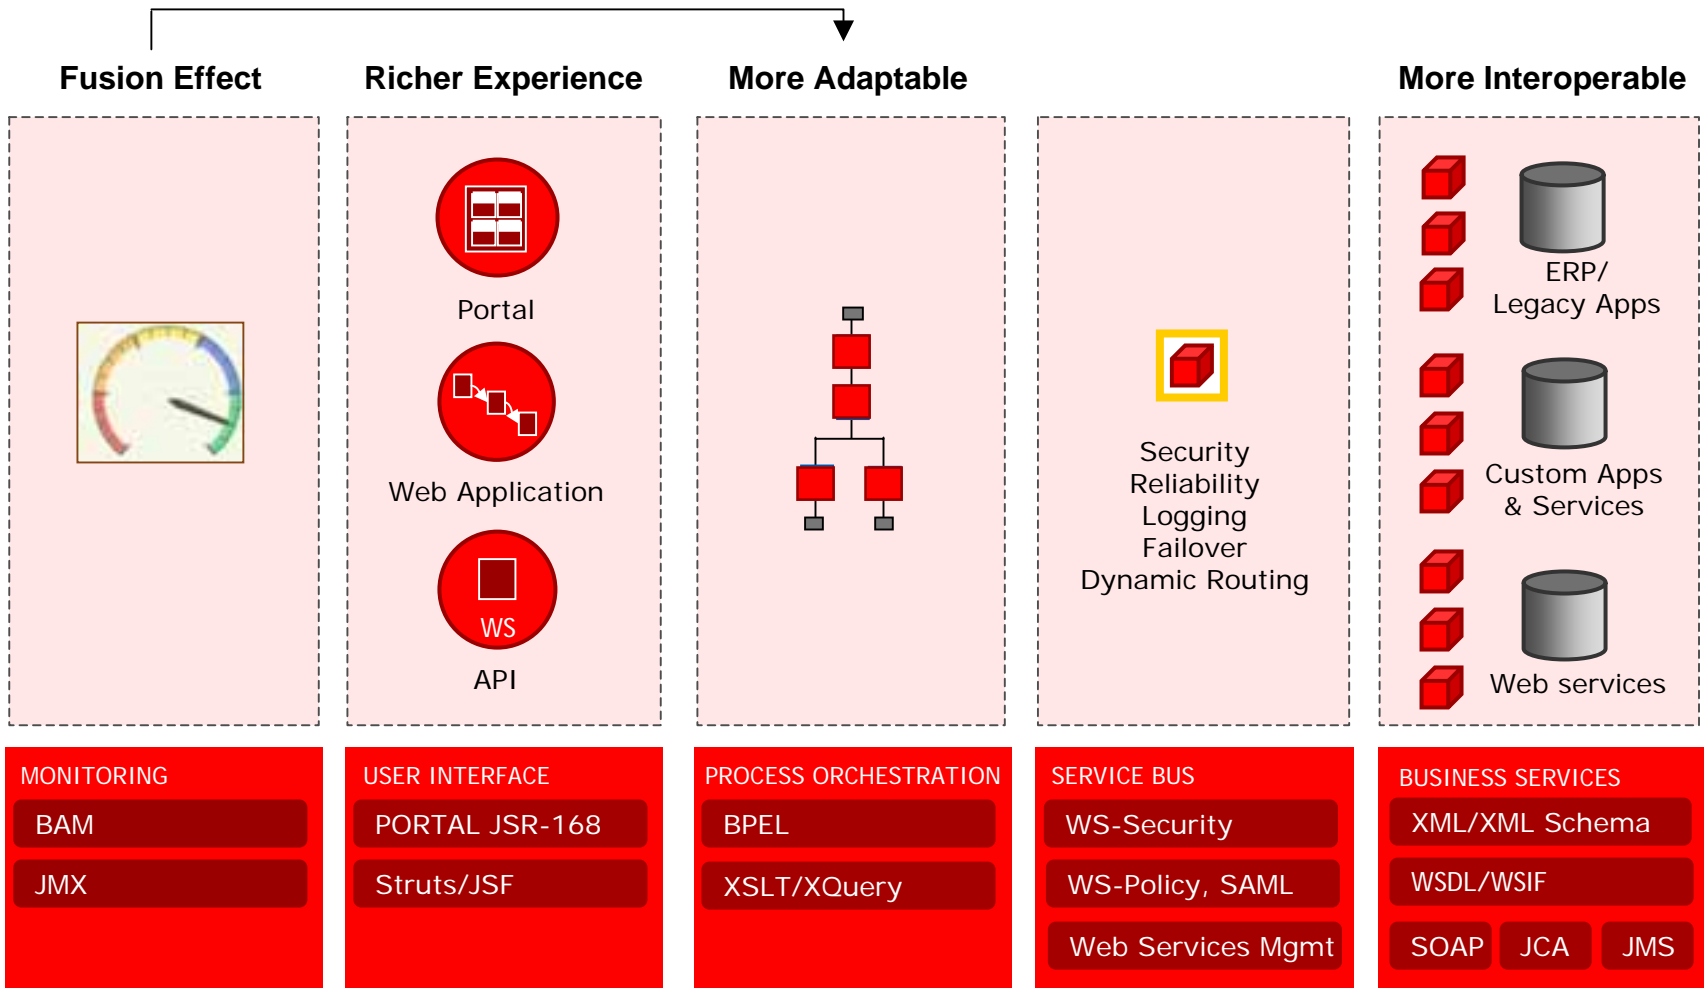 Fusion Effect
Richer Experience
More Adaptable
More Interoperable
Portal
Web Application
WS
API
Security
Reliability
Logging
Failover
Dynamic Routing
ERP/
Legacy Apps
Custom Apps
& Services
Web services
MONITORING
BAM
JMX
USER INTERFACE
PORTAL JSR-168
Struts/JSF
PROCESS ORCHESTRATION
BPEL
XSLT/XQuery
SERVICE BUS
WS-Security
WS-Policy, SAML
Web Services Mgmt
BUSINESS SERVICES
XML/XML Schema
WSDL/WSIF
SOAP
JCA
JMS